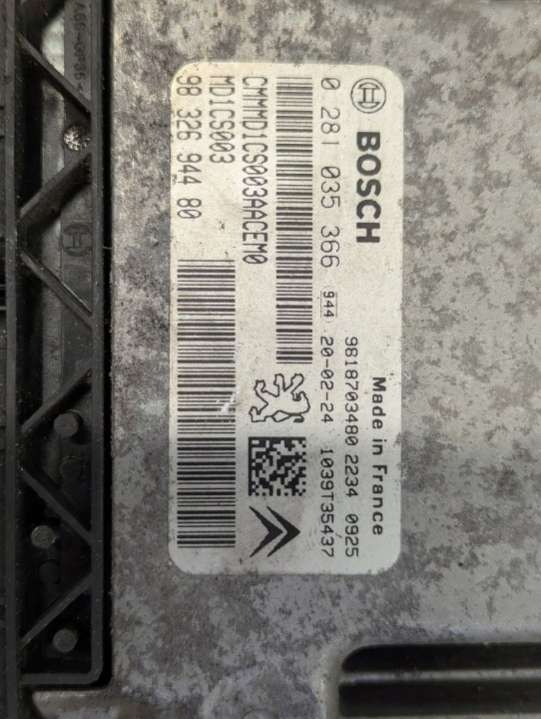 BOSCH
Made in France
0 281 035 366
9818703480 2234 0925
944 20-02-24 1039T35437
CMMMD1CS003AACEM0
MD1CS003
98 326 944 80